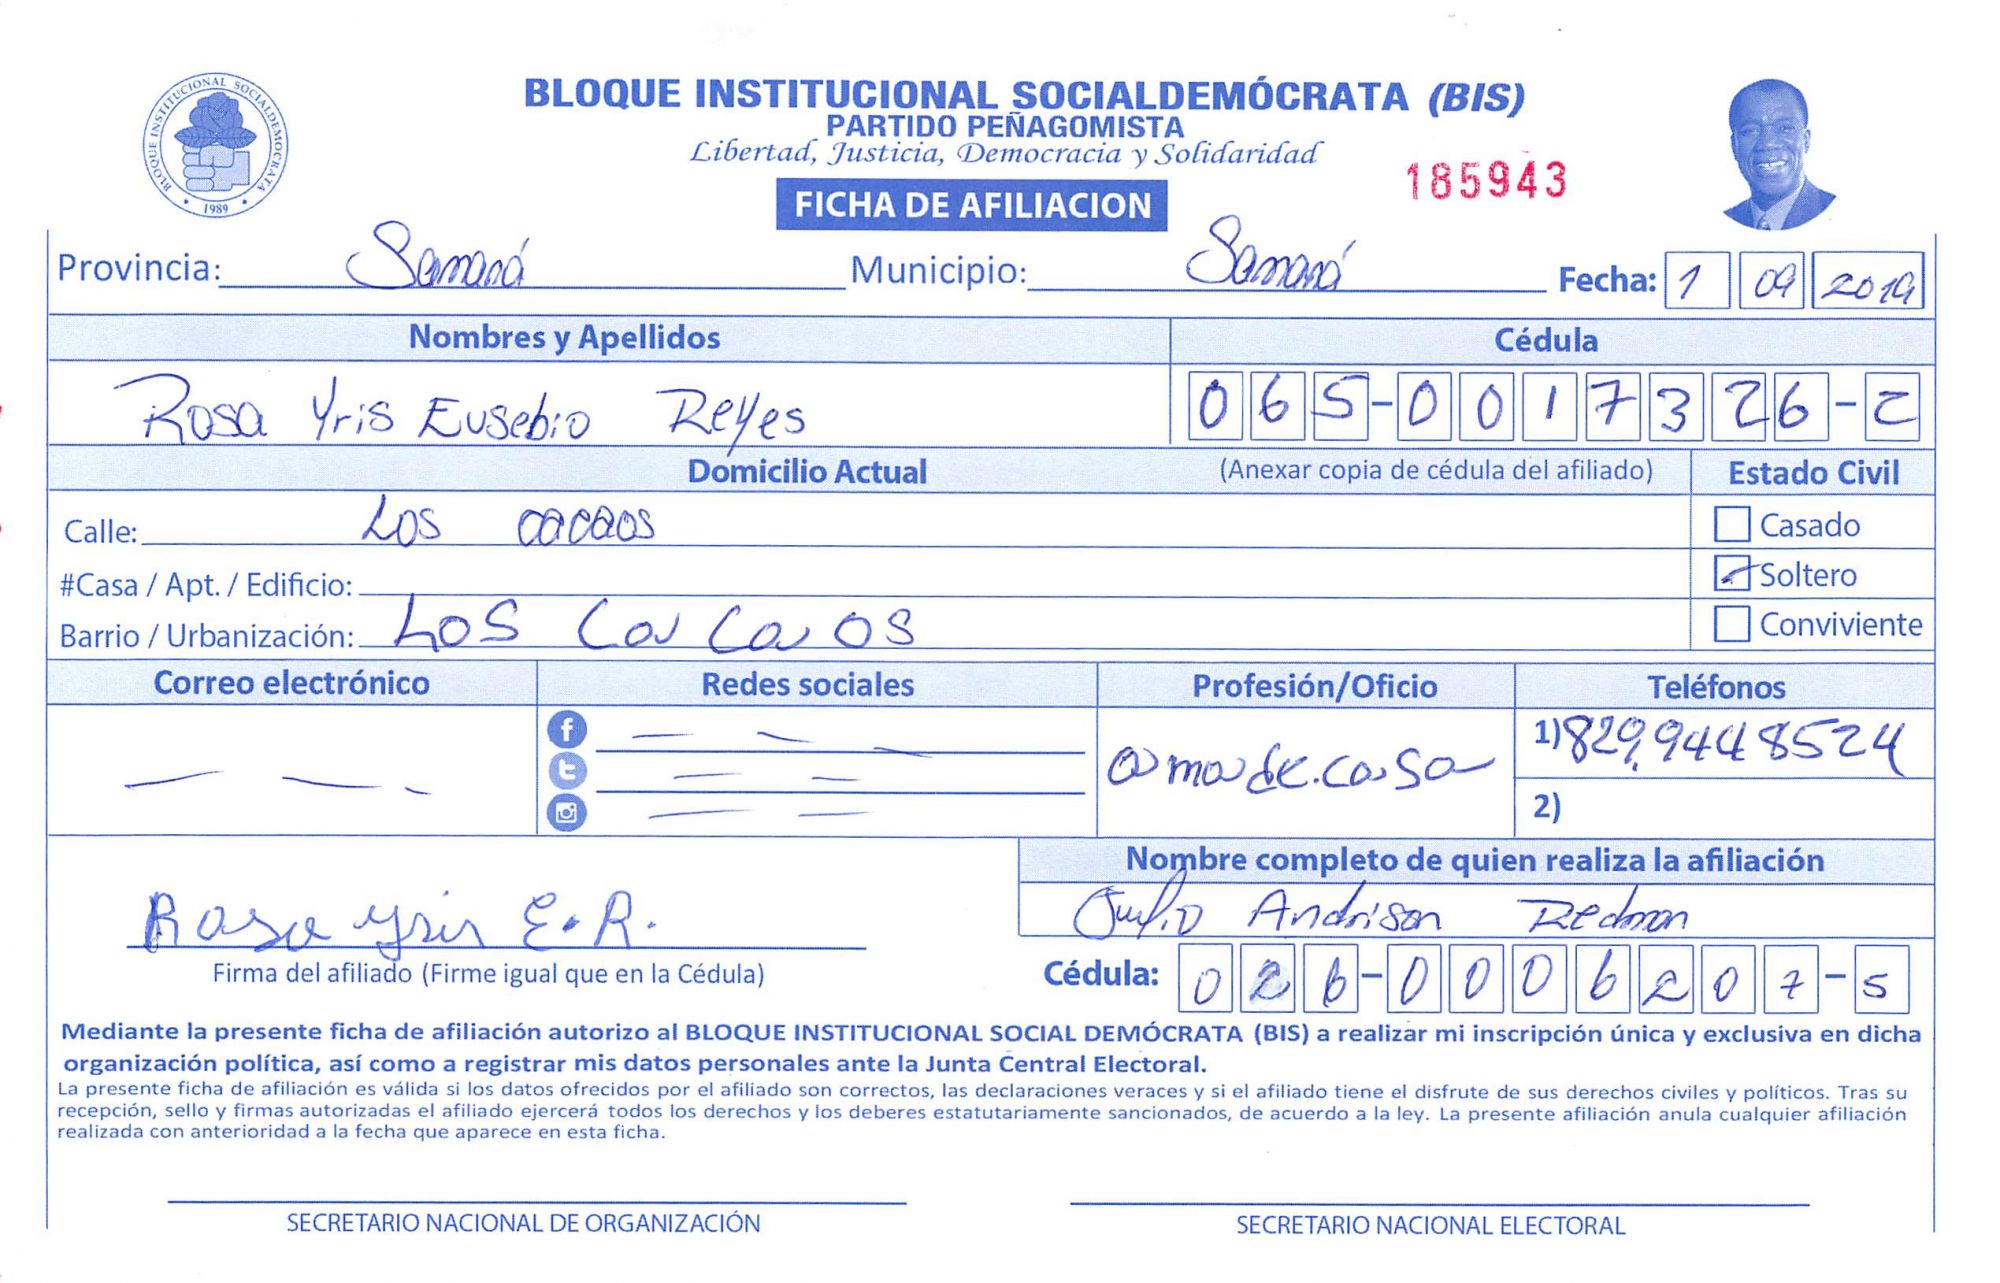 BLOQUE INSTITUCIONAL SOCIALDEMÓCRATA (BIS)
PARTIDO PEÑAGOMISTA
Libertad, Justicia, Democracia y Solidaridad
185943
FICHA DE AFILIACION
BLOQUE INSTITUCIONAL SOCIALDEMOCRATA
1989
Provincia: Samaná Municipio: Samaná Fecha: 1 09 2019
Nombres y Apellidos Cédula
Rosa Yris Eusebio Reyes 065-0017326-2
Domicilio Actual (Anexar copia de cédula del afiliado) Estado Civil
Calle: Los cacaos Casado
#Casa / Apt. / Edificio: Soltero
Barrio / Urbanización: Los Cacaos Conviviente
Correo electrónico Redes sociales Profesión/Oficio Teléfonos
ama de.casa 1) 829.9448524
2)
Nombre completo de quien realiza la afiliación
Julio Andrison Redman
Rosa yris E.R.
Firma del afiliado (Firme igual que en la Cédula) Cédula: 026-0006207-5
Mediante la presente ficha de afiliación autorizo al BLOQUE INSTITUCIONAL SOCIAL DEMÓCRATA (BIS) a realizar mi inscripción única y exclusiva en dicha
organización política, así como a registrar mis datos personales ante la Junta Central Electoral.
La presente ficha de afiliación es válida si los datos ofrecidos por el afiliado son correctos, las declaraciones veraces y si el afiliado tiene el disfrute de sus derechos civiles y políticos. Tras su
recepción, sello y firmas autorizadas el afiliado ejercerá todos los derechos y los deberes estatutariamente sancionados, de acuerdo a la ley. La presente afiliación anula cualquier afiliación
realizada con anterioridad a la fecha que aparece en esta ficha.
SECRETARIO NACIONAL DE ORGANIZACIÓN SECRETARIO NACIONAL ELECTORAL